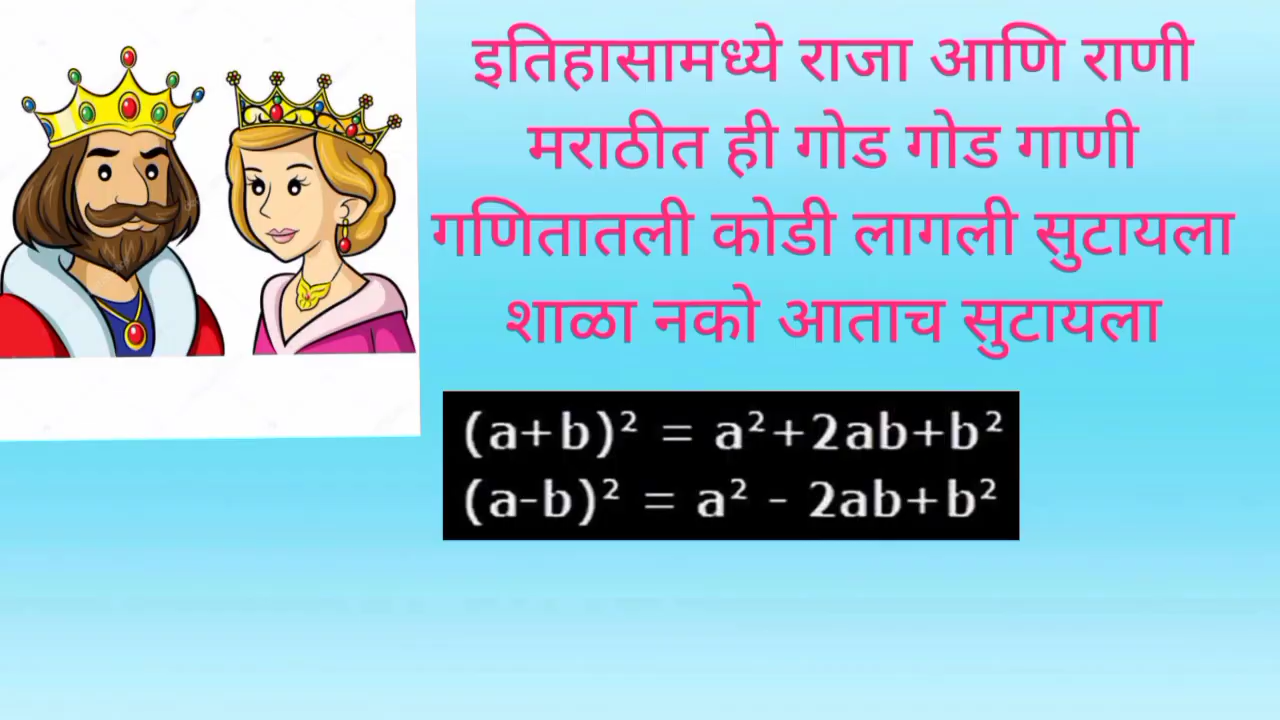 इतिहासामध्ये राजा आणि राणी
मराठीत ही गोड गोड गाणी
गणितातली कोडी लागली सुटायला
शाळा नको आताच सुटायला
(a+b)² = a²+2ab+b²
(a-b)² = a² - 2ab+b²